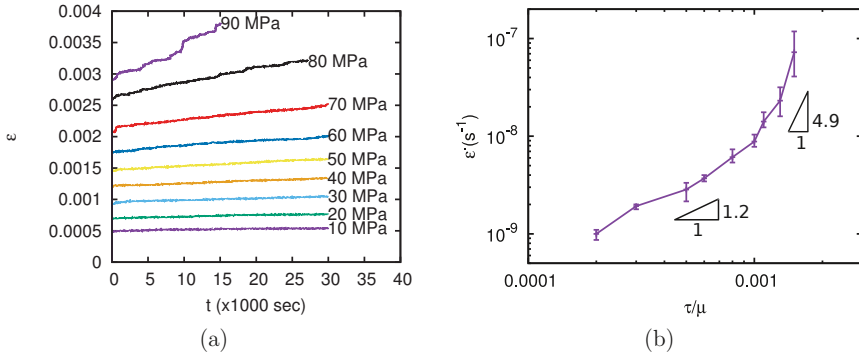 0.004
0.0035
0.003
0.0025
0.002
0.0015
0.001
0.0005
0
ε
90 MPa
80 MPa
70 MPa
60 MPa
50 MPa
40 MPa
30 MPa
20 MPa
10 MPa
0 5 10 15 20 25 30 35 40
t (x1000 sec)
(a)
10⁻⁷
10⁻⁸
10⁻⁹
ε̇(s⁻¹)
4.9
1
1.2
1
0.0001 0.001
τ/μ
(b)